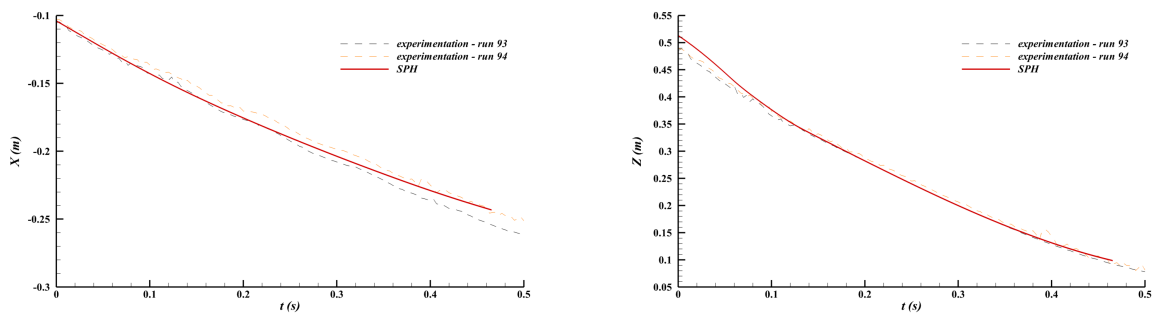 -0.1
-0.15
-0.2
-0.25
-0.3
X (m)
0
0.1
0.2
0.3
0.4
0.5
t (s)
experimentation - run 93
experimentation - run 94
SPH
0.55
0.5
0.45
0.4
0.35
0.3
0.25
0.2
0.15
0.1
0.05
Z (m)
0
0.1
0.2
0.3
0.4
0.5
t (s)
experimentation - run 93
experimentation - run 94
SPH